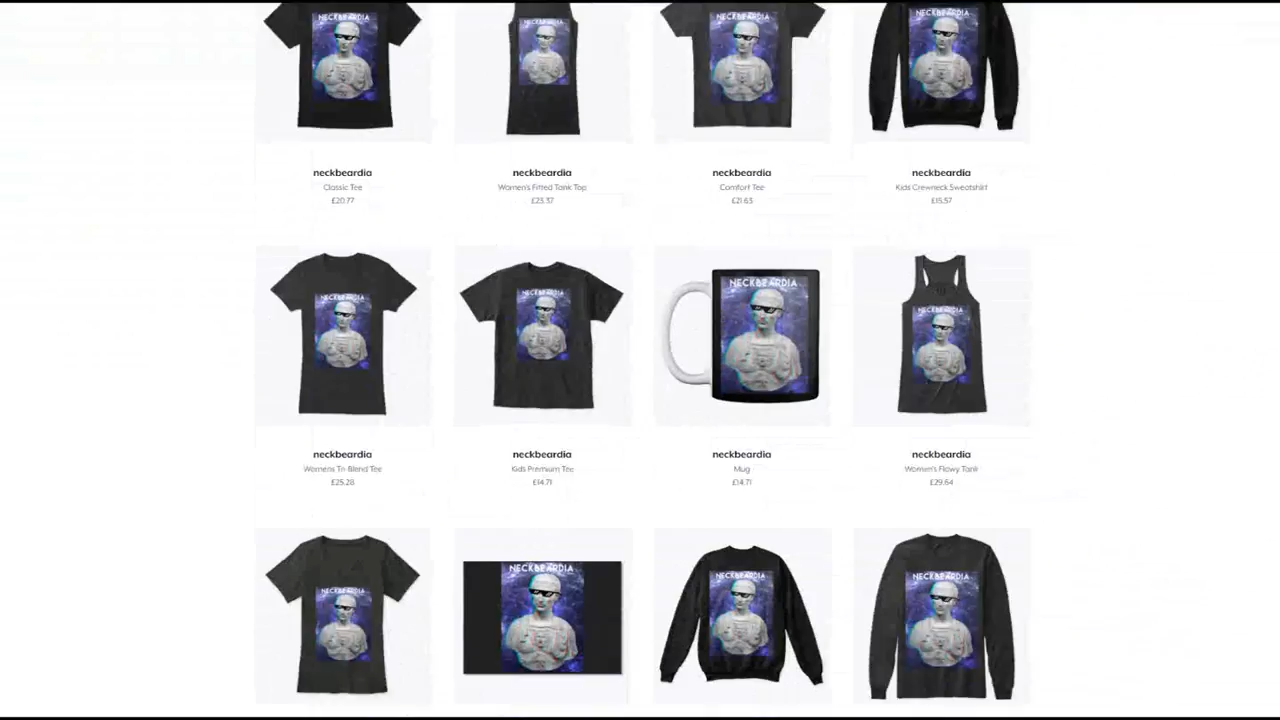 NECKBEARDIA
NECKBEARDIA
NECKBEARDIA
NECKBEARDIA
neckbeardia
Classic Tee
£20.77
neckbeardia
Women's Fitted Tank Top
£23.37
neckbeardia
Comfort Tee
£21.63
neckbeardia
Kids Crewneck Sweatshirt
£15.57
NECKBEARDIA
NECKBEARDIA
NECKBEARDIA
NECKBEARDIA
neckbeardia
Womens Tri-Blend Tee
£25.28
neckbeardia
Kids Premium Tee
£14.71
neckbeardia
Mug
£14.71
neckbeardia
Women's Flowy Tank
£29.64
NECKBEARDIA
NECKBEARDIA
NECKBEARDIA
NECKBEARDIA